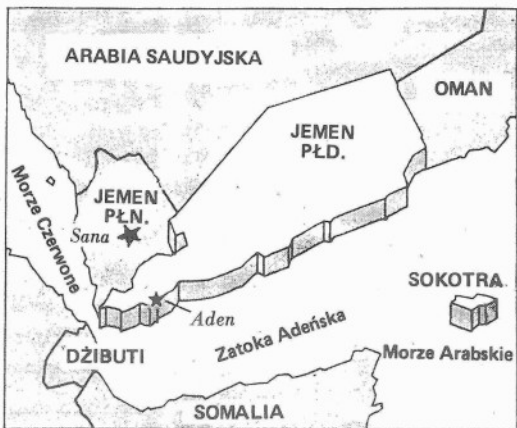 ARABIA SAUDYJSKA
OMAN
JEMEN
PŁD.
Morze Czerwone
JEMEN
PŁN.
Sana
SOKOTRA
Aden
Zatoka Adeńska
DŻIBUTI
Morze Arabskie
SOMALIA